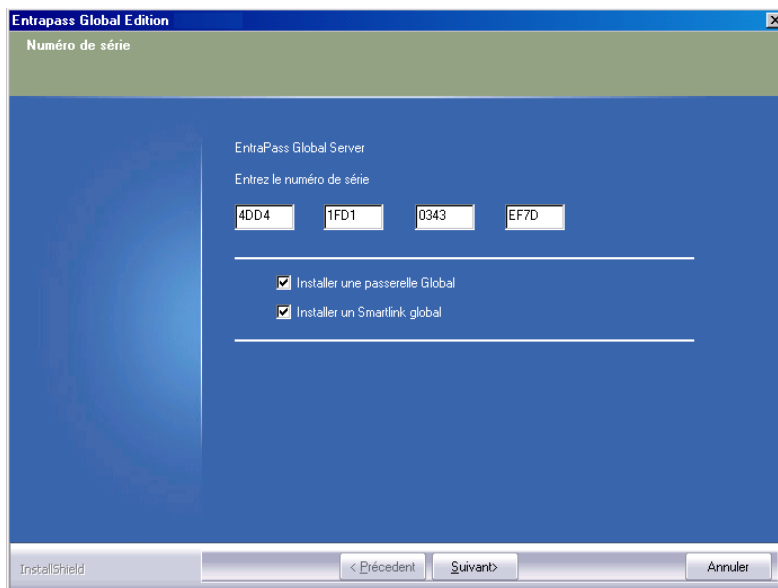 Entrapass Global Edition
Numéro de série
EntraPass Global Server
Entrez le numéro de série
4DD4 1FD1 0343 EF7D
Installer une passerelle Global
Installer un Smartlink global
InstallShield
< Précedent Suivant> Annuler